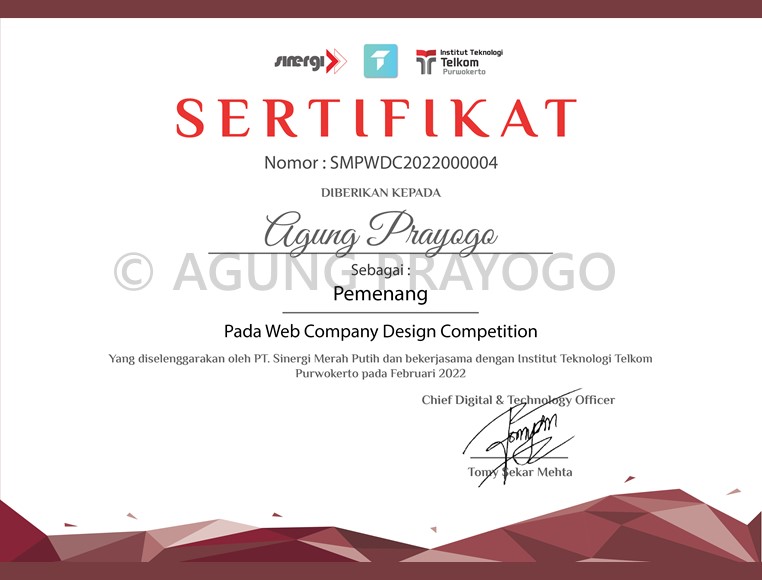 sinergi
Institut Teknologi
Telkom
Purwokerto
SERTIFIKAT
Nomor : SMPWDC2022000004
DIBERIKAN KEPADA
Agung Prayogo
© AGUNG PRAYOGO
Sebagai :
Pemenang
Pada Web Company Design Competition
Yang diselenggarakan oleh PT. Sinergi Merah Putih dan bekerjasama dengan Institut Teknologi Telkom
Purwokerto pada Februari 2022
Chief Digital & Technology Officer
Tomy Sekar Mehta